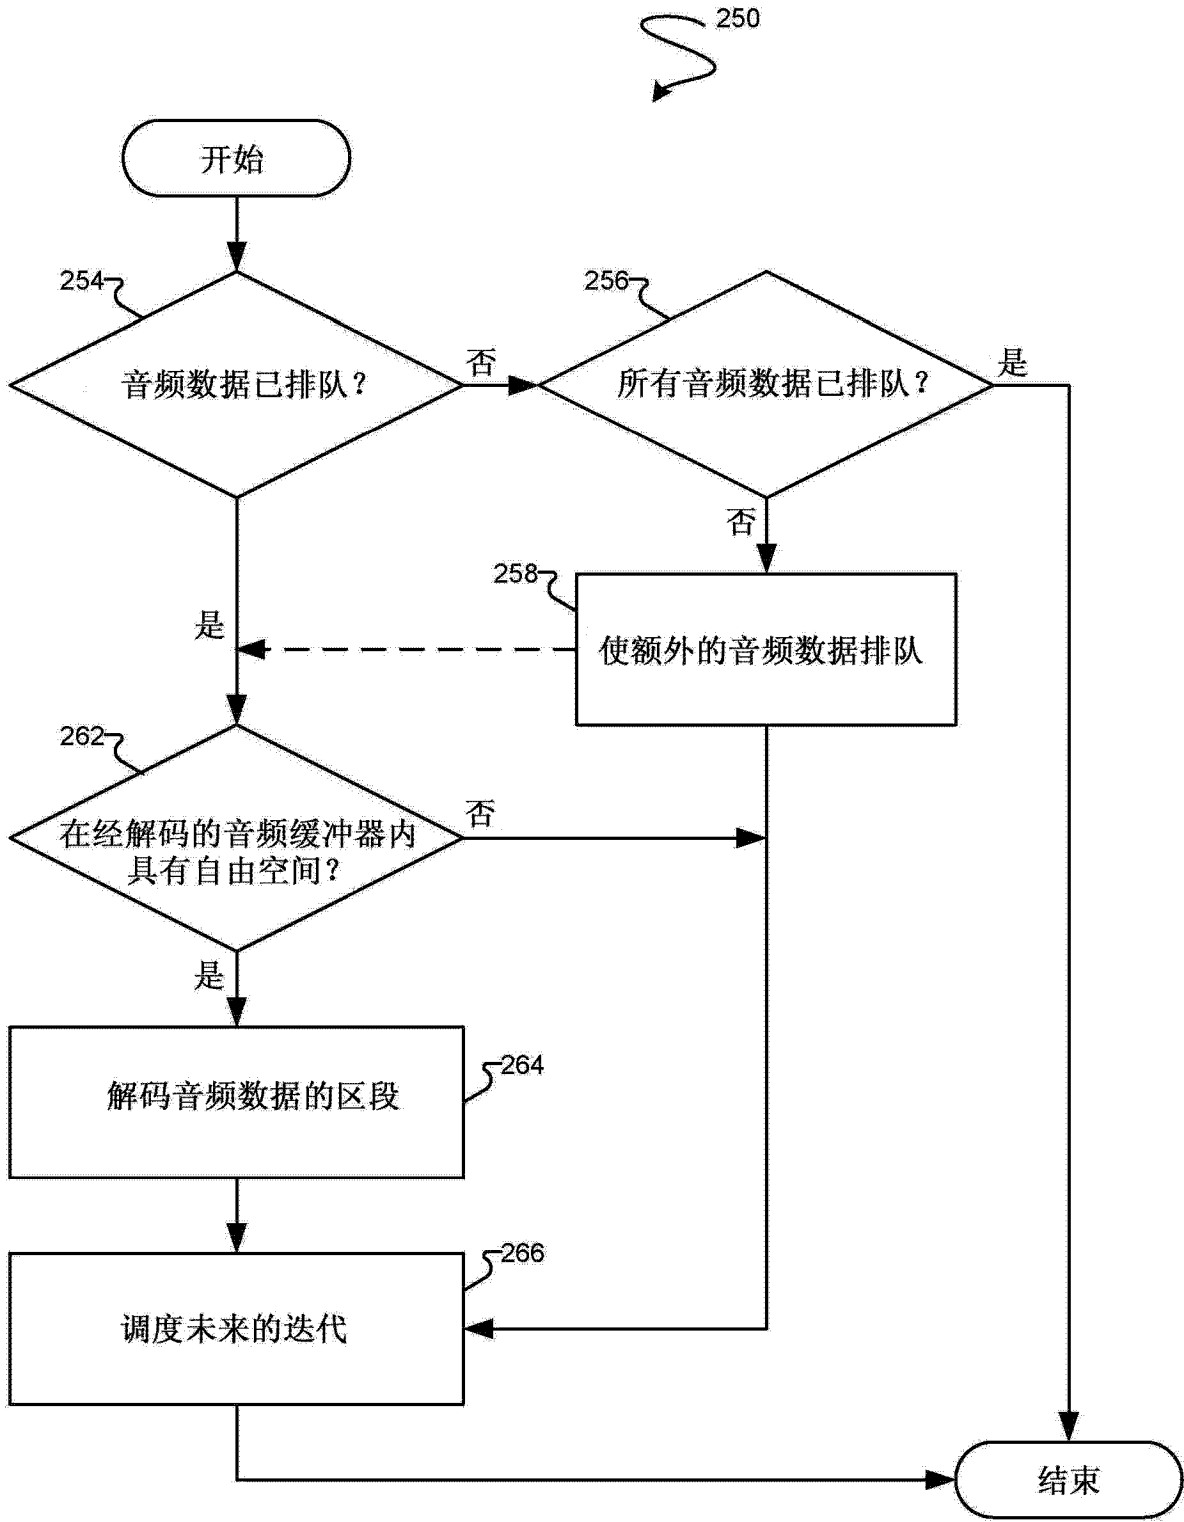 250
开始
254
256
否
是
音频数据已排队？
所有音频数据已排队？
否
258
是
使额外的音频数据排队
262
否
在经解码的音频缓冲器内
具有自由空间？
是
264
解码音频数据的区段
266
调度未来的迭代
结束